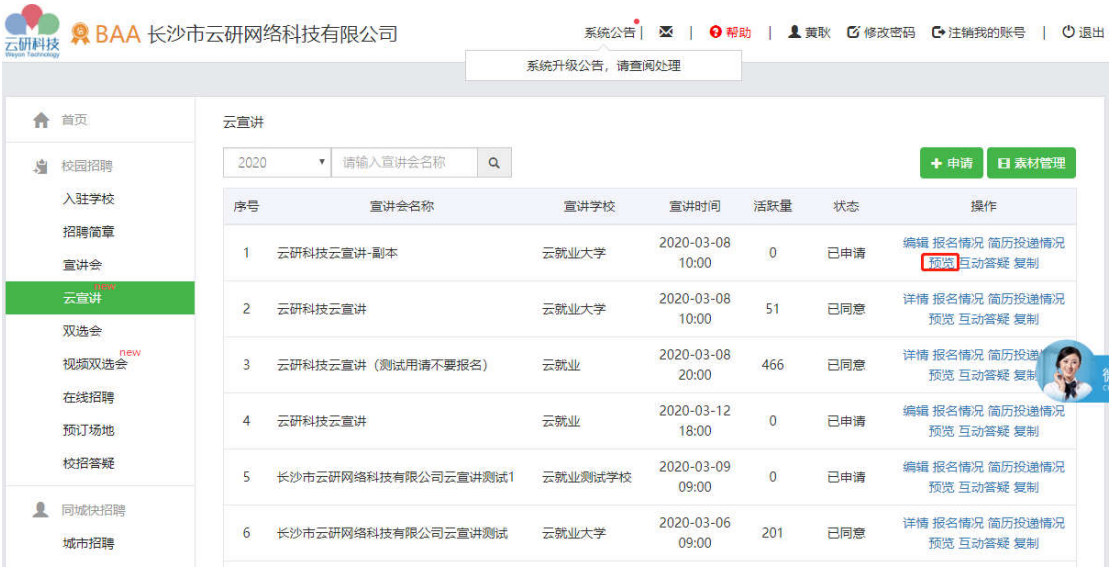 云研科技
Weyon Technology
BAA 长沙市云研网络科技有限公司
系统公告 | | 帮助 | 黄耿 修改密码 注销我的账号 | 退出
系统升级公告，请查阅处理
首页
校园招聘
入驻学校
招聘简章
宣讲会
new
云宣讲
双选会
new
视频双选会
在线招聘
预订场地
校招答疑
同城快招聘
城市招聘
云宣讲
2020 请输入宣讲会名称
申请 素材管理
序号 宣讲会名称 宣讲学校 宣讲时间 活跃量 状态 操作
1 云研科技云宣讲-副本 云就业大学 2020-03-08 10:00 0 已申请 编辑 报名情况 简历投递情况
预览 互动答疑 复制
2 云研科技云宣讲 云就业大学 2020-03-08 10:00 51 已同意 详情 报名情况 简历投递情况
预览 互动答疑 复制
3 云研科技云宣讲（测试用请不要报名） 云就业 2020-03-08 20:00 466 已同意 详情 报名情况 简历投递
预览 互动答疑 复制
4 云研科技云宣讲 云就业 2020-03-12 18:00 0 已申请 编辑 报名情况 简历投递情况
预览 互动答疑 复制
5 长沙市云研网络科技有限公司云宣讲测试1 云就业测试学校 2020-03-09 09:00 0 已申请 编辑 报名情况 简历投递情况
预览 互动答疑 复制
6 长沙市云研网络科技有限公司云宣讲测试 云就业大学 2020-03-06 09:00 201 已同意 详情 报名情况 简历投递情况
预览 互动答疑 复制